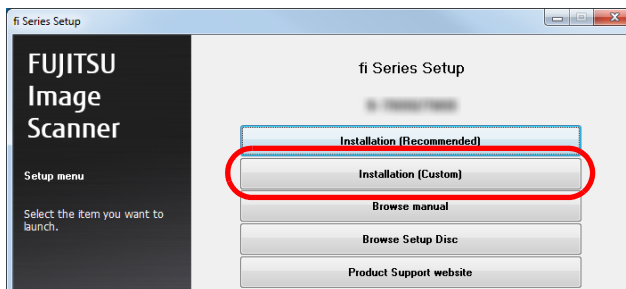 fi Series Setup
FUJITSU
Image
Scanner
Setup menu
Select the item you want to
launch.
fi Series Setup
Installation (Recommended)
Installation (Custom)
Browse manual
Browse Setup Disc
Product Support website